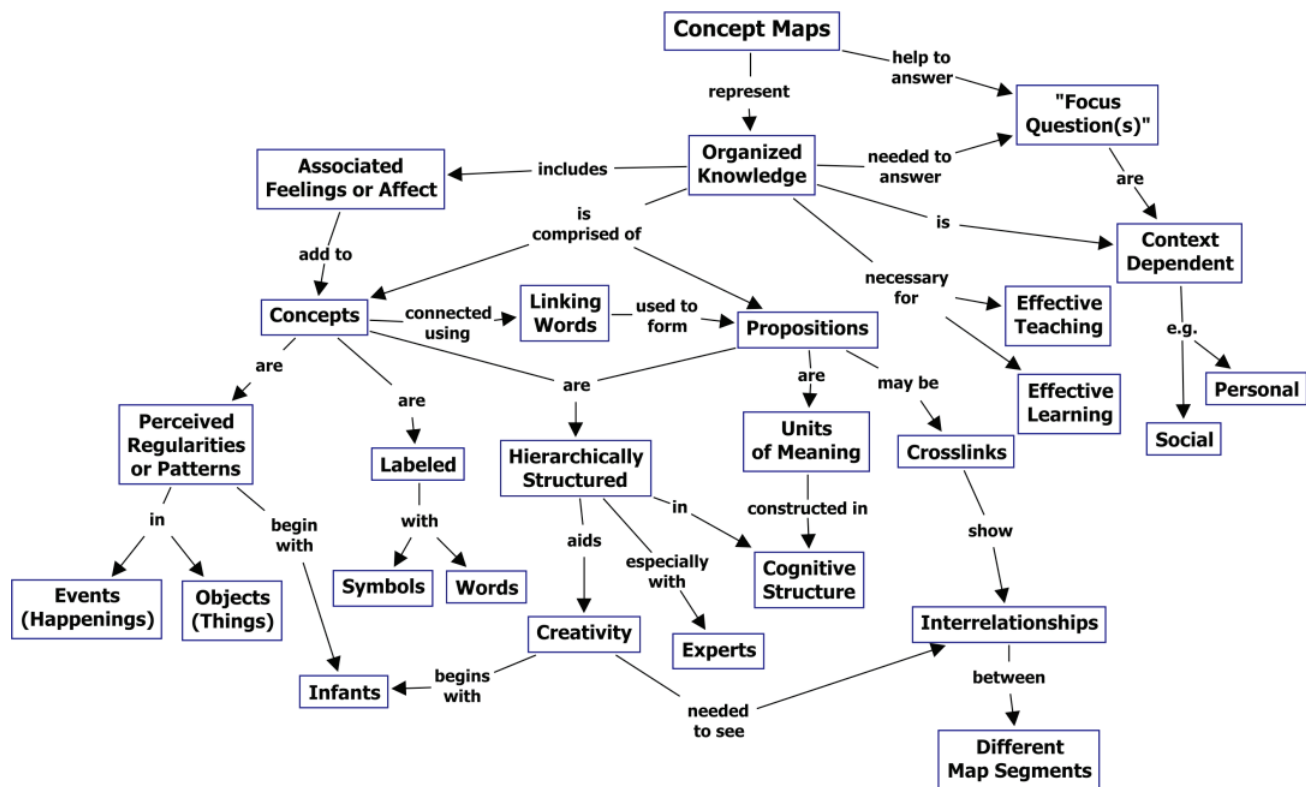 Concept Maps
help to
answer
represent
"Focus
Question(s)"
Associated
Feelings or Affect
includes
Organized
Knowledge
needed to
answer
are
is
comprised of
is
add to
Context
Dependent
necessary
for
Concepts
connected
using
Linking
Words
used to
form
Propositions
Effective
Teaching
e.g.
are
are
are
are
may be
Effective
Learning
Personal
Perceived
Regularities
or Patterns
Labeled
Hierarchically
Structured
Units
of Meaning
Crosslinks
Social
in
begin
with
with
aids
in
constructed in
show
especially
with
Events
(Happenings)
Objects
(Things)
Symbols
Words
Cognitive
Structure
Creativity
Experts
Interrelationships
Infants
begins
with
needed
to see
between
Different
Map Segments